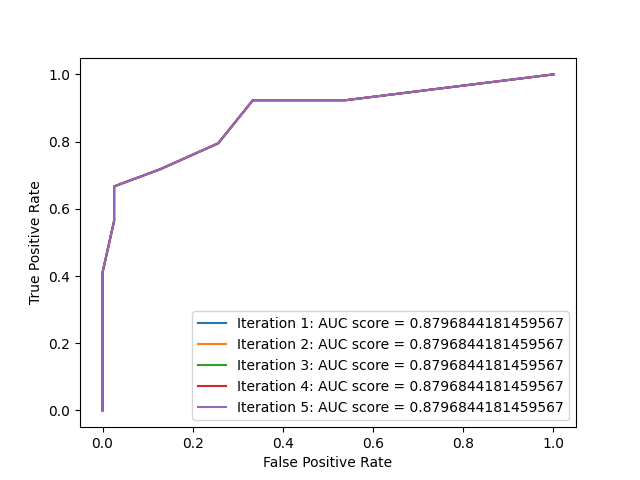 1.0
0.8
0.6
0.4
0.2
0.0
True Positive Rate
Iteration 1: AUC score = 0.8796844181459567
Iteration 2: AUC score = 0.8796844181459567
Iteration 3: AUC score = 0.8796844181459567
Iteration 4: AUC score = 0.8796844181459567
Iteration 5: AUC score = 0.8796844181459567
0.0 0.2 0.4 0.6 0.8 1.0
False Positive Rate